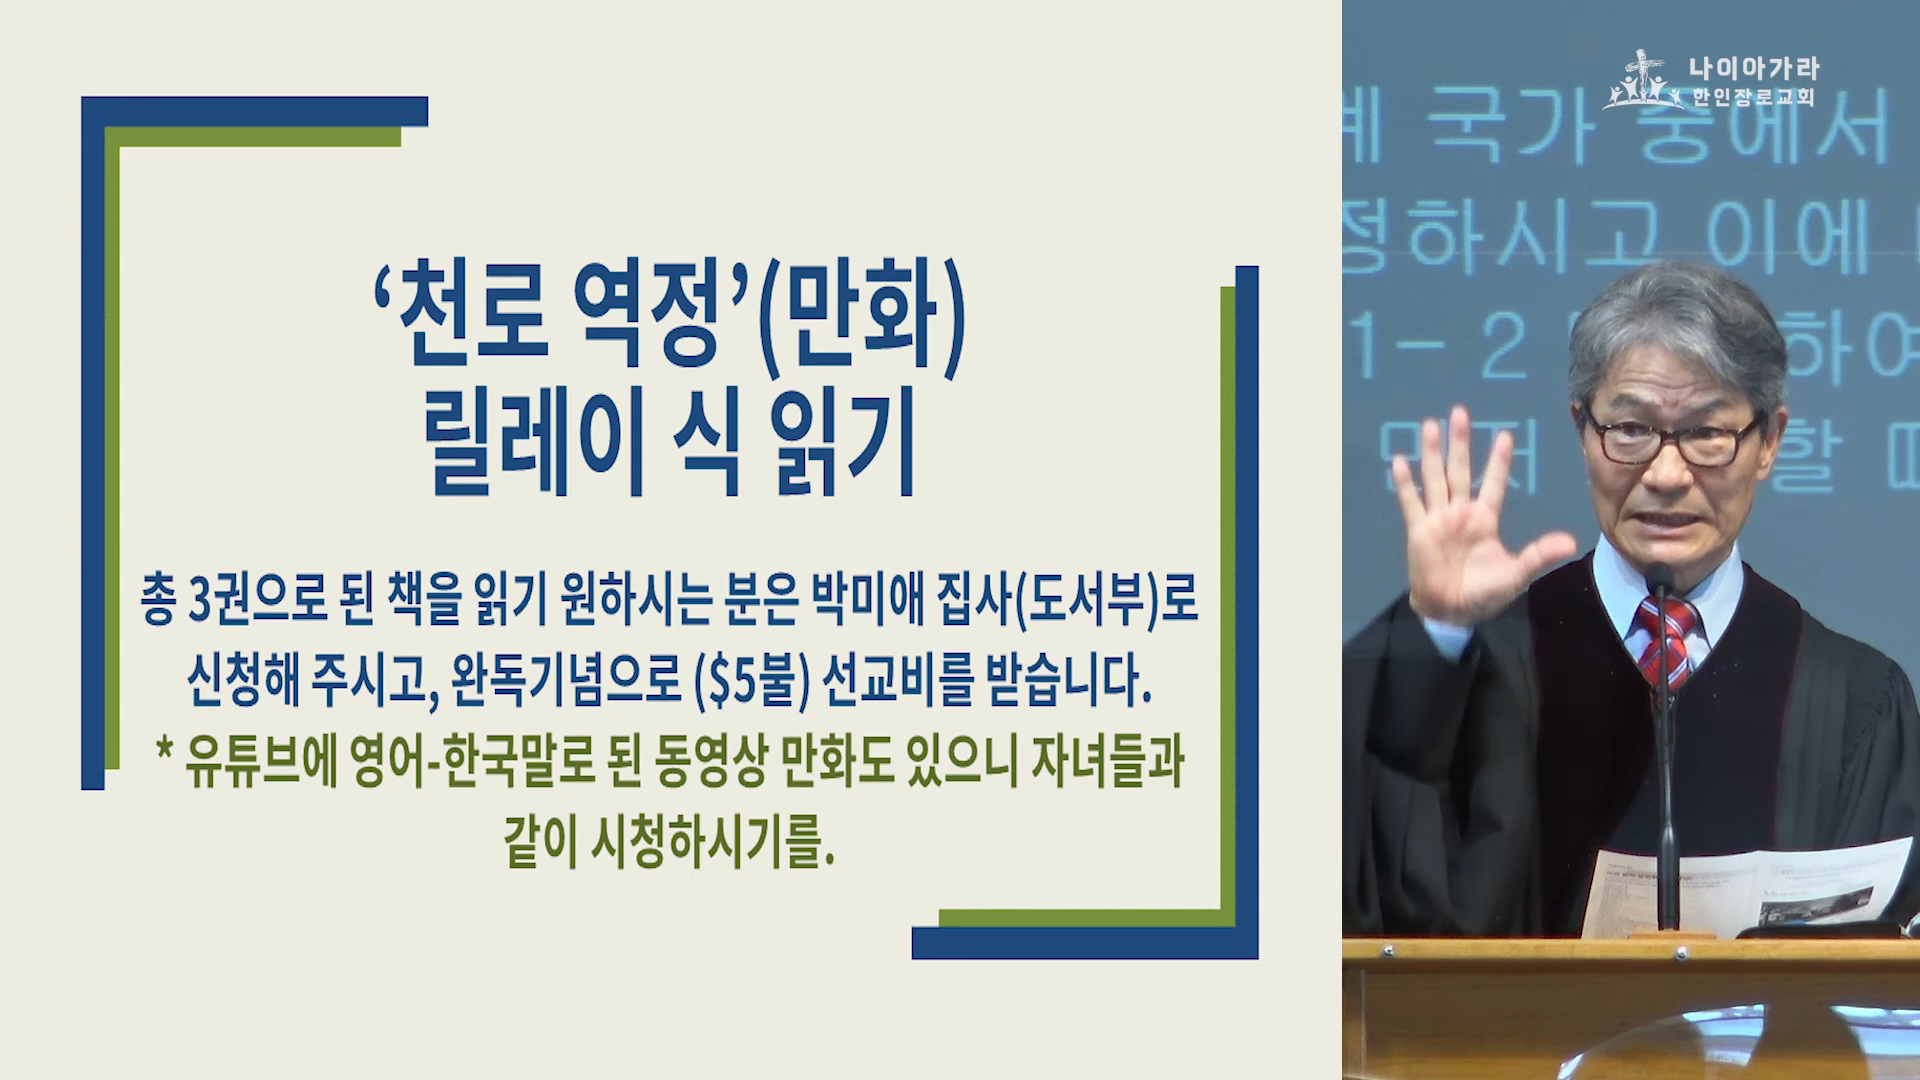 ‘천로 역정’(만화)
릴레이 식 읽기
총 3권으로 된 책을 읽기 원하시는 분은 박미애 집사(도서부)로
신청해 주시고, 완독기념으로 ($5불) 선교비를 받습니다.
* 유튜브에 영어-한국말로 된 동영상 만화도 있으니 자녀들과
같이 시청하시기를.
나이아가라
한인장로교회
국가 중에서
정하시고 이에
1- 2